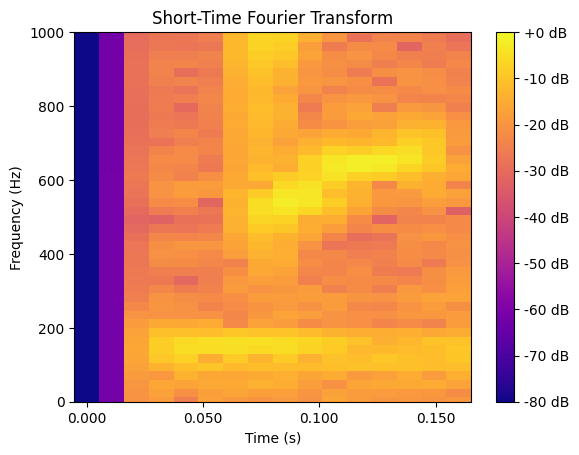 Short-Time Fourier Transform
Frequency (Hz)
1000
800
600
400
200
0
0.000
0.050
0.100
0.150
Time (s)
+0 dB
-10 dB
-20 dB
-30 dB
-40 dB
-50 dB
-60 dB
-70 dB
-80 dB